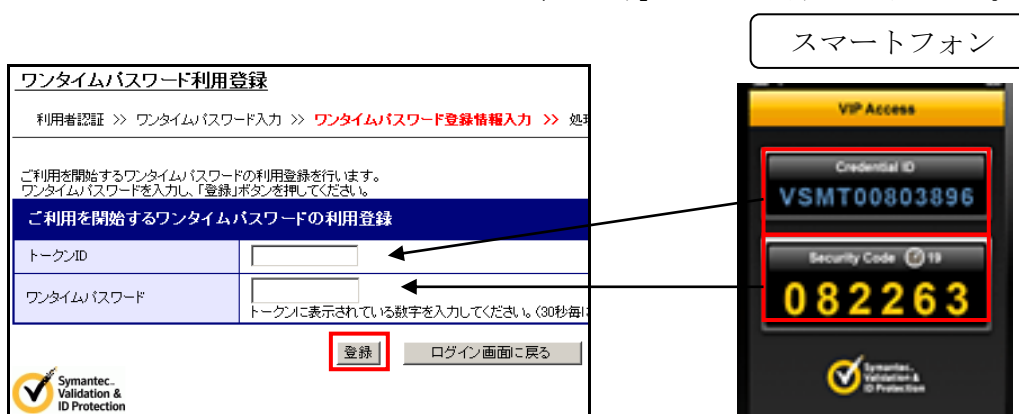 スマートフォン
ワンタイムパスワード利用登録
利用者認証 >> ワンタイムパスワード入力 >> ワンタイムパスワード登録情報入力 >>
ご利用を開始するワンタイムパスワードの利用登録を行います。
ワンタイムパスワードを入力し、「登録」ボタンを押してください。
ご利用を開始するワンタイムパスワードの利用登録
トークンID
ワンタイムパスワード
トークンに表示されている数字を入力してください。(30秒毎に
登録
ログイン画面に戻る
Symantec.
Validation &
ID Protection
VIP Access
Credential ID
VSMT00803896
Security Code 19
082263
Symantec.
Validation &
ID Protection